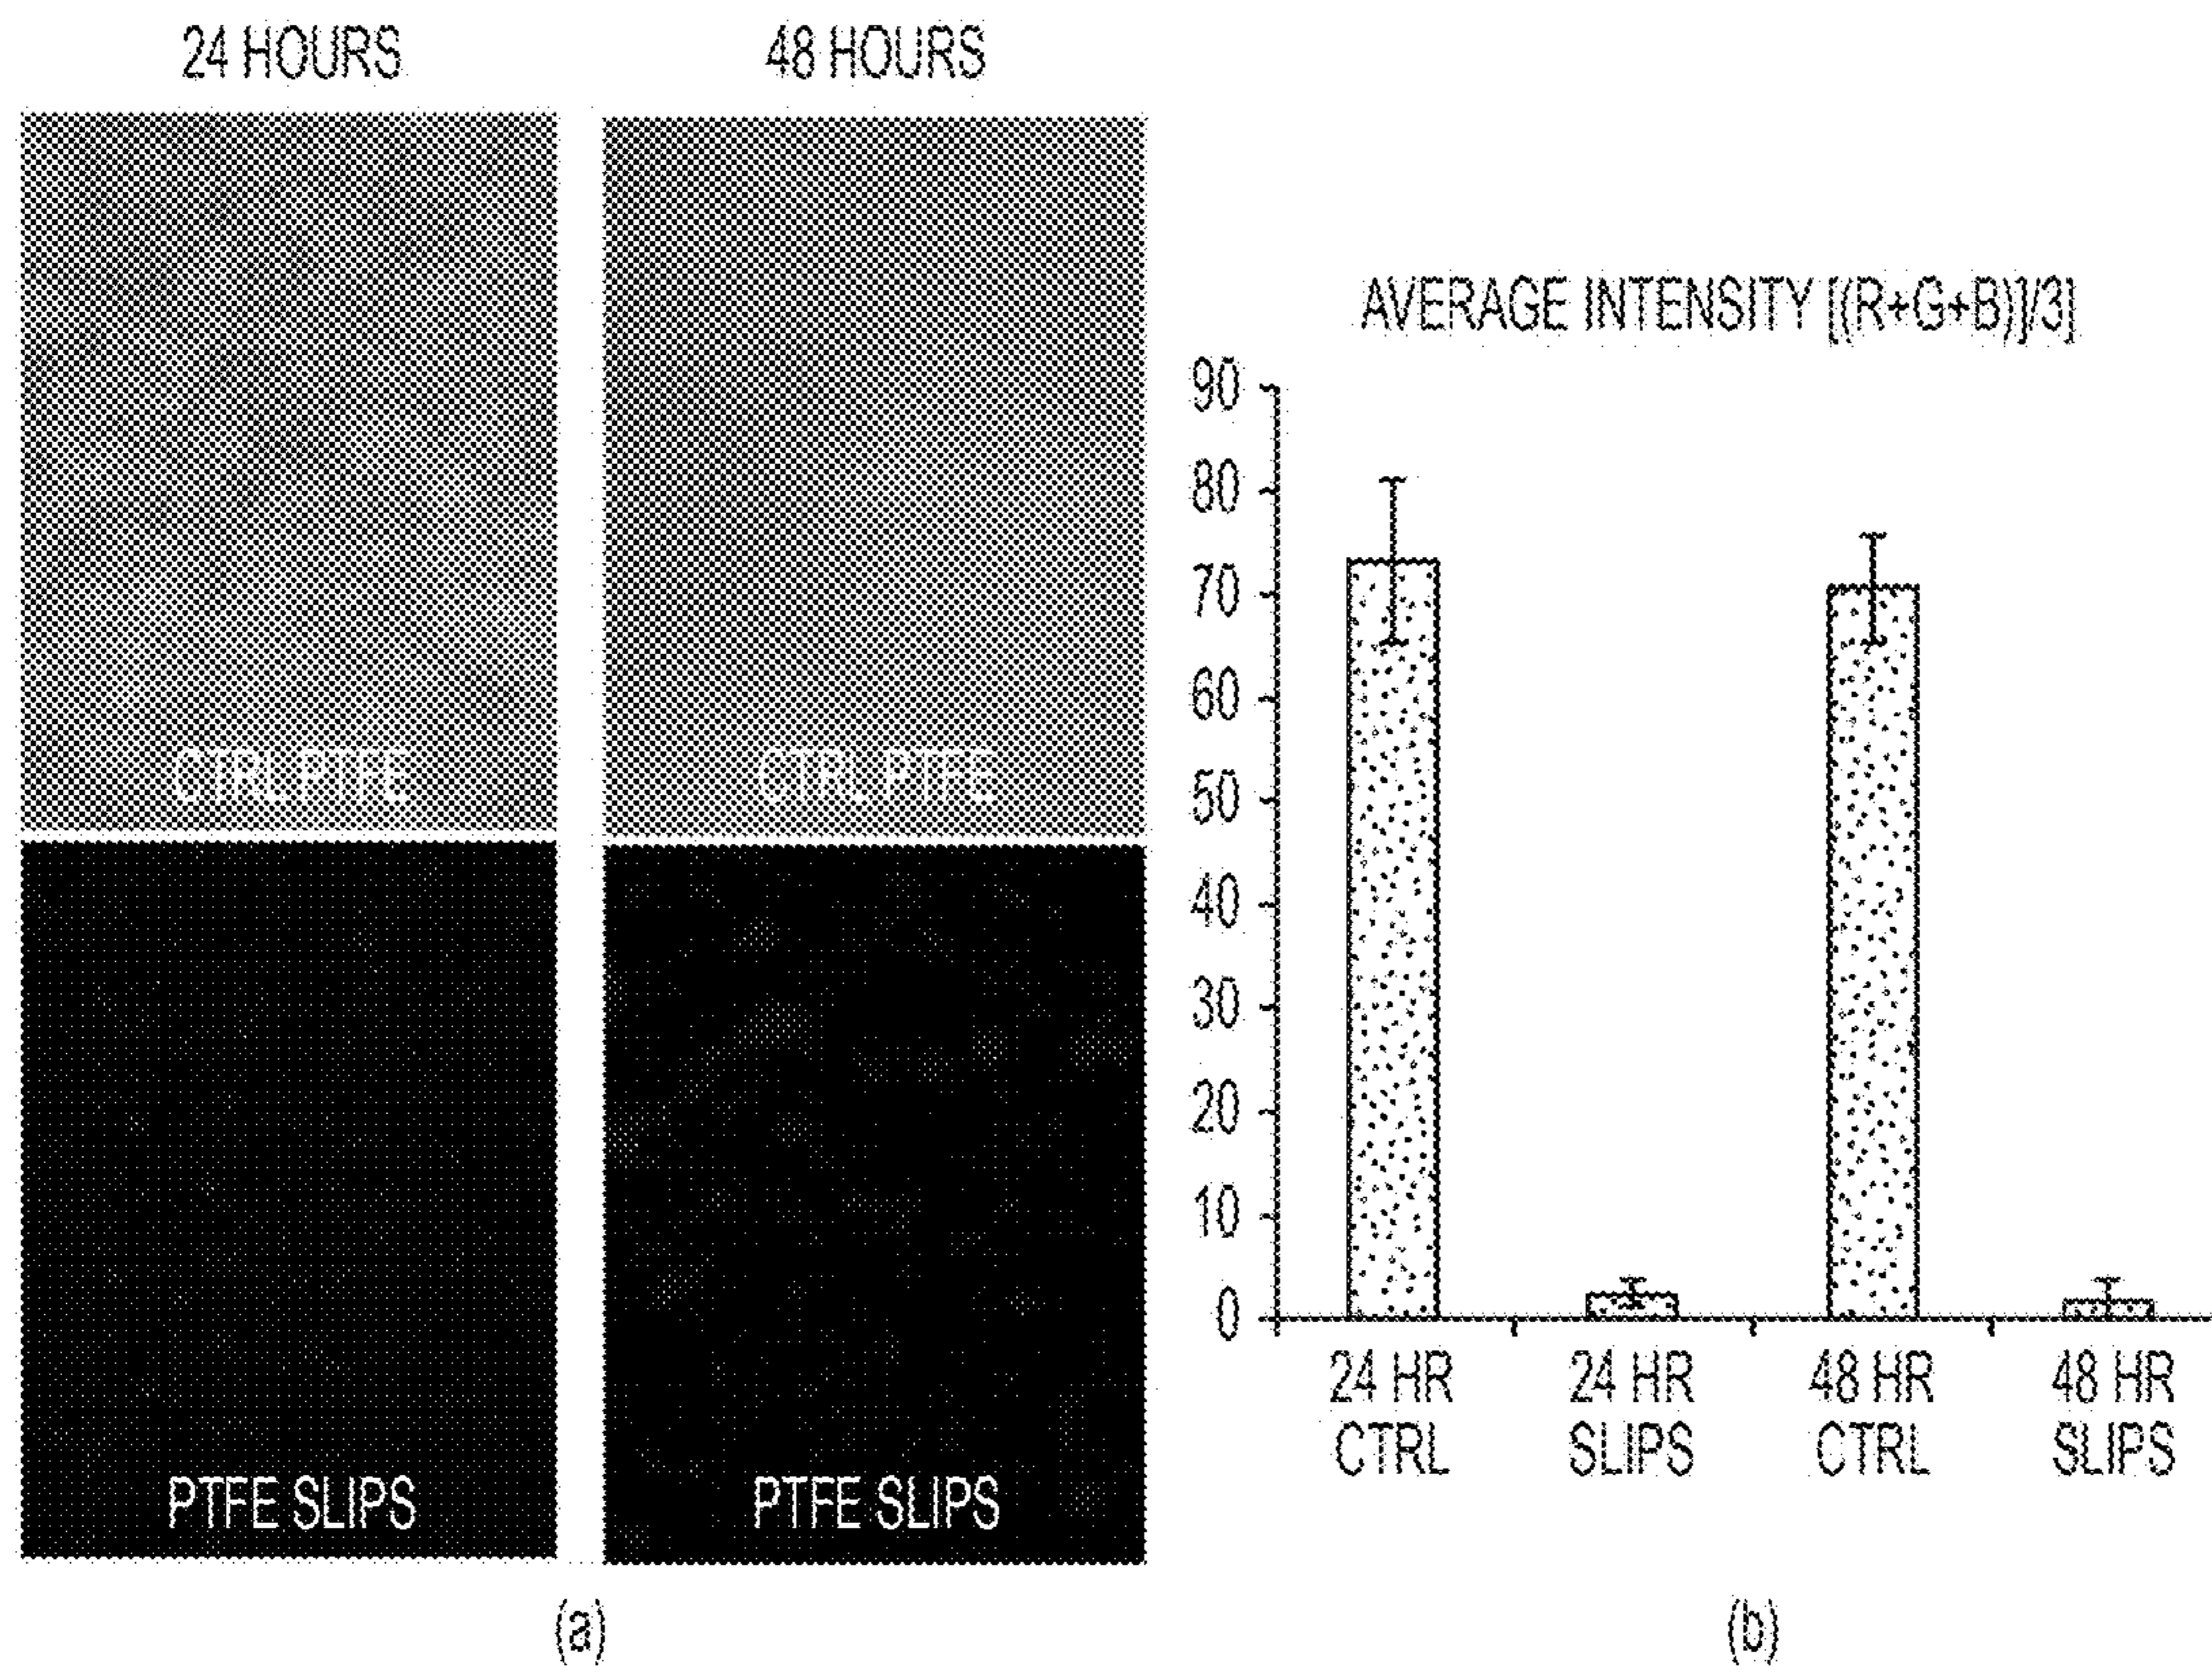 24 HOURS
48 HOURS
CTRL PTFE
CTRL PTFE
PTFE SLIPS
PTFE SLIPS
(a)
AVERAGE INTENSITY [(R+G+B)]/3]
90
80
70
60
50
40
30
20
10
0
24 HR
CTRL
24 HR
SLIPS
48 HR
CTRL
48 HR
SLIPS
(b)